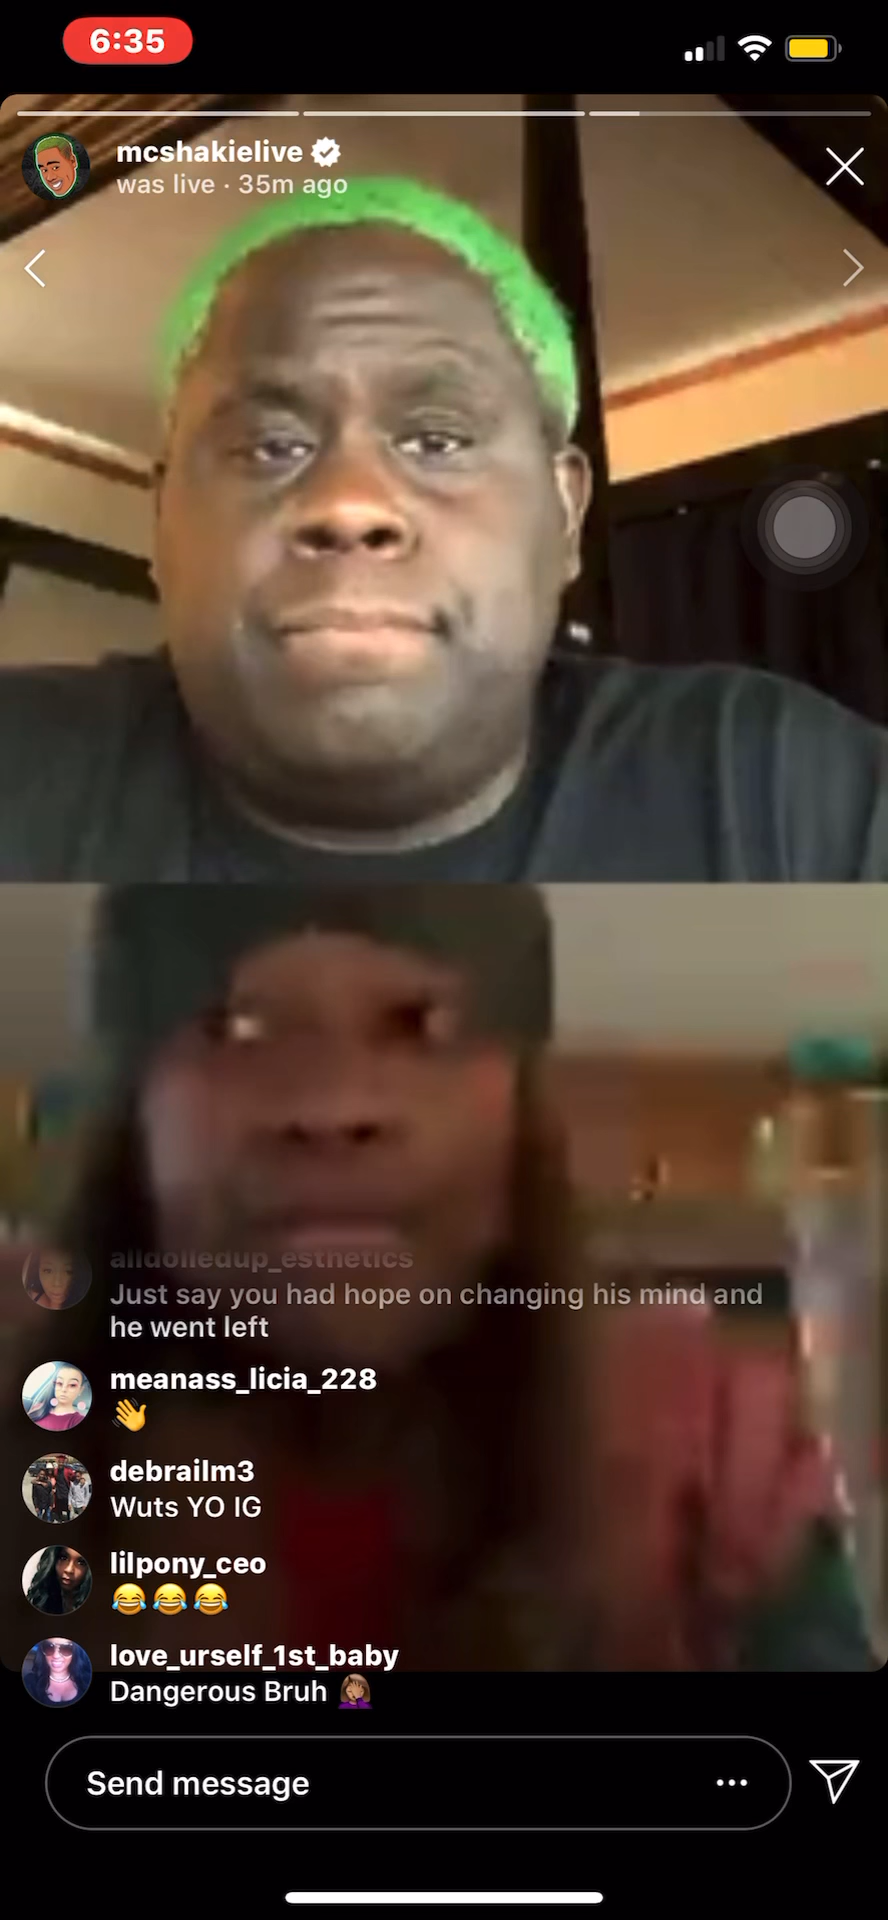 6:35
mcshakielive
was live · 35m ago
alldolledup_esthetics
Just say you had hope on changing his mind and
he went left
meanass_licia_228
👋
debrailm3
Wuts YO IG
lilpony_ceo
😂😂😂
love_urself_1st_baby
Dangerous Bruh 🤦🏽‍♀️
Send message